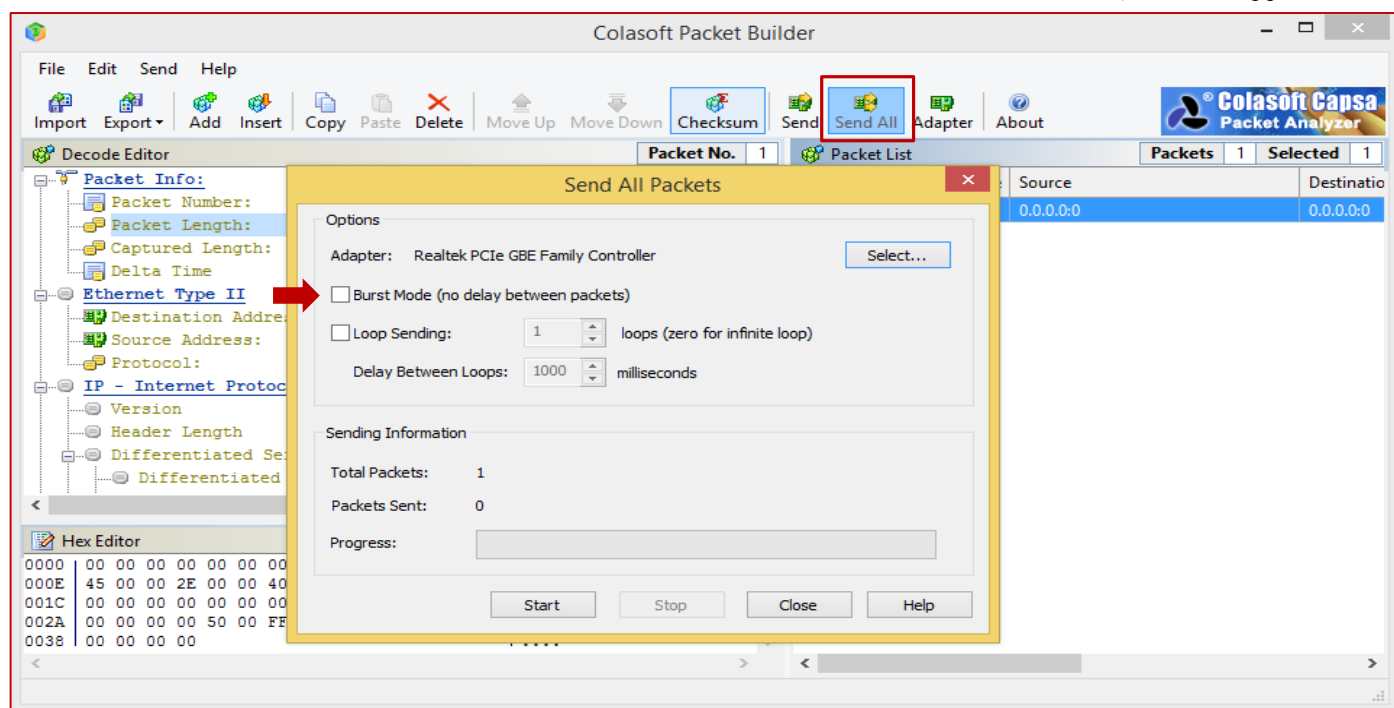 Colasoft Packet Builder
File Edit Send Help
Import Export Add Insert Copy Paste Delete Move Up Move Down Checksum Send Send All Adapter About
® Colasoft Capsa
Packet Analyzer
Decode Editor Packet No. 1 Packet List Packets 1 Selected 1
Packet Info:
Packet Number:
Packet Length:
Captured Length:
Delta Time
Ethernet Type II
Destination Addre
Source Address:
Protocol:
IP - Internet Protoc
Version
Header Length
Differentiated Se
Differentiated
Source Destinatio
0.0.0.0:0 0.0.0.0:0
Send All Packets
Options
Adapter: Realtek PCIe GBE Family Controller Select...
Burst Mode (no delay between packets)
Loop Sending: 1 loops (zero for infinite loop)
Delay Between Loops: 1000 milliseconds
Sending Information
Total Packets: 1
Packets Sent: 0
Progress:
Start Stop Close Help
Hex Editor
0000 00 00 00 00 00 00 00
000E 45 00 00 2E 00 00 40
001C 00 00 00 00 00 00 00
002A 00 00 00 00 50 00 FF
0038 00 00 00 00 ....